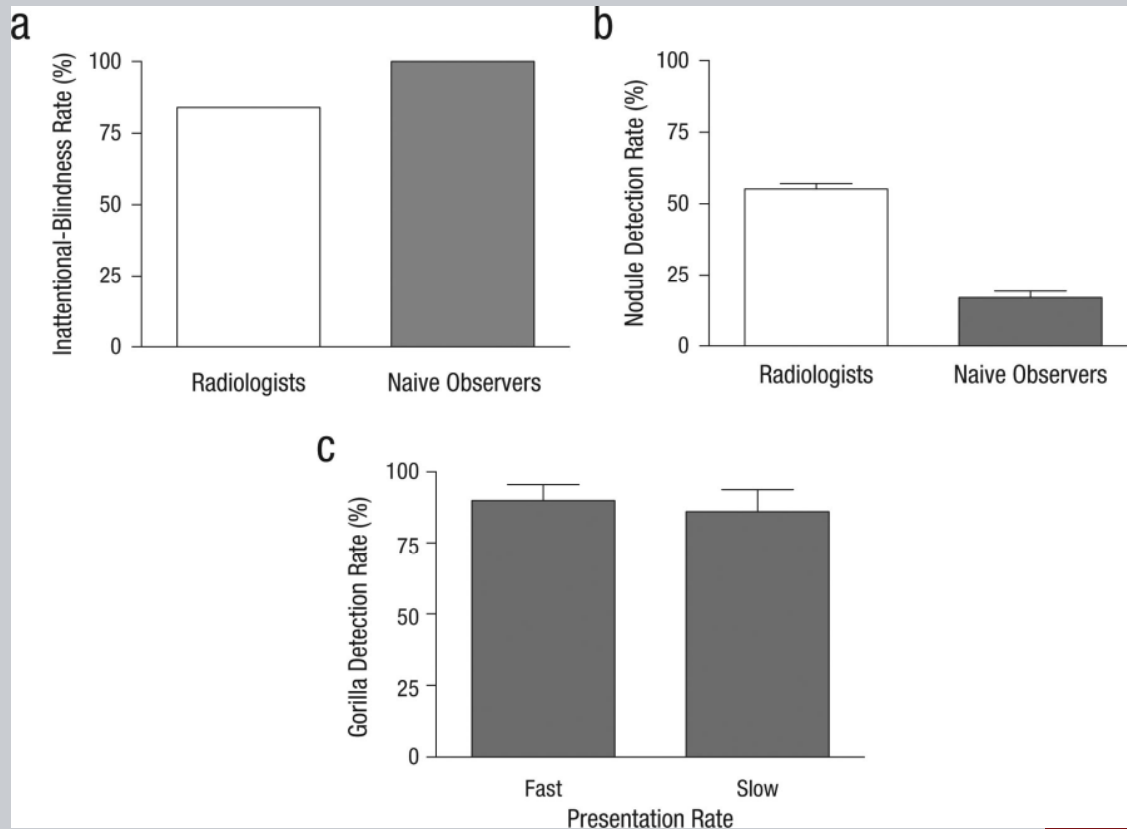 a
Inattentional-Blindness Rate (%)
100
75
50
25
0
Radiologists
Naive Observers
b
Nodule Detection Rate (%)
100
75
50
25
0
Radiologists
Naive Observers
c
Gorilla Detection Rate (%)
100
75
50
25
0
Fast
Slow
Presentation Rate